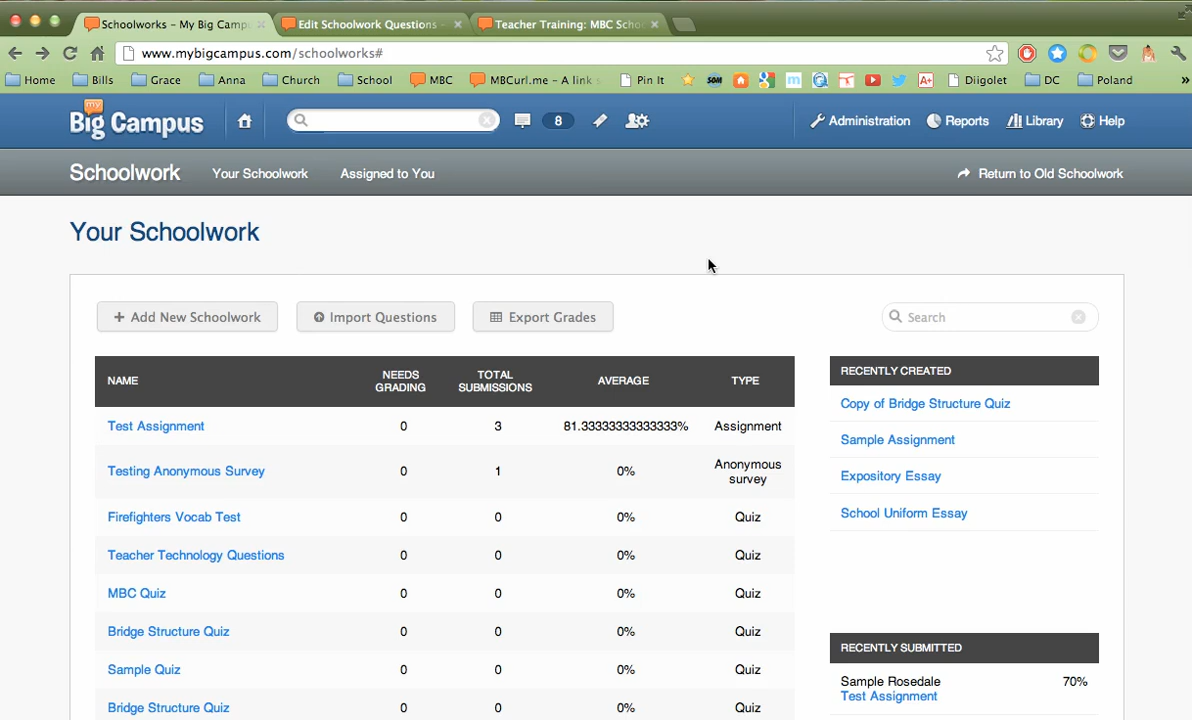 Schoolworks - My Big Campu
Edit Schoolwork Questions -
Teacher Training: MBC Scho
www.mybigcampus.com/schoolworks#
Home
Bills
Grace
Anna
Church
School
MBC
MBCurl.me - A link
Pin It
SOM
Diigolet
DC
Poland
my
Big Campus
8
Administration
Reports
Library
Help
Schoolwork
Your Schoolwork
Assigned to You
Return to Old Schoolwork
Your Schoolwork
+ Add New Schoolwork
Import Questions
Export Grades
Search
NAME NEEDS GRADING TOTAL SUBMISSIONS AVERAGE TYPE
Test Assignment 0 3 81.33333333333333% Assignment
Testing Anonymous Survey 0 1 0% Anonymous survey
Firefighters Vocab Test 0 0 0% Quiz
Teacher Technology Questions 0 0 0% Quiz
MBC Quiz 0 0 0% Quiz
Bridge Structure Quiz 0 0 0% Quiz
Sample Quiz 0 0 0% Quiz
Bridge Structure Quiz 0 0 0% Quiz
RECENTLY CREATED
Copy of Bridge Structure Quiz
Sample Assignment
Expository Essay
School Uniform Essay
RECENTLY SUBMITTED
Sample Rosedale 70%
Test Assignment